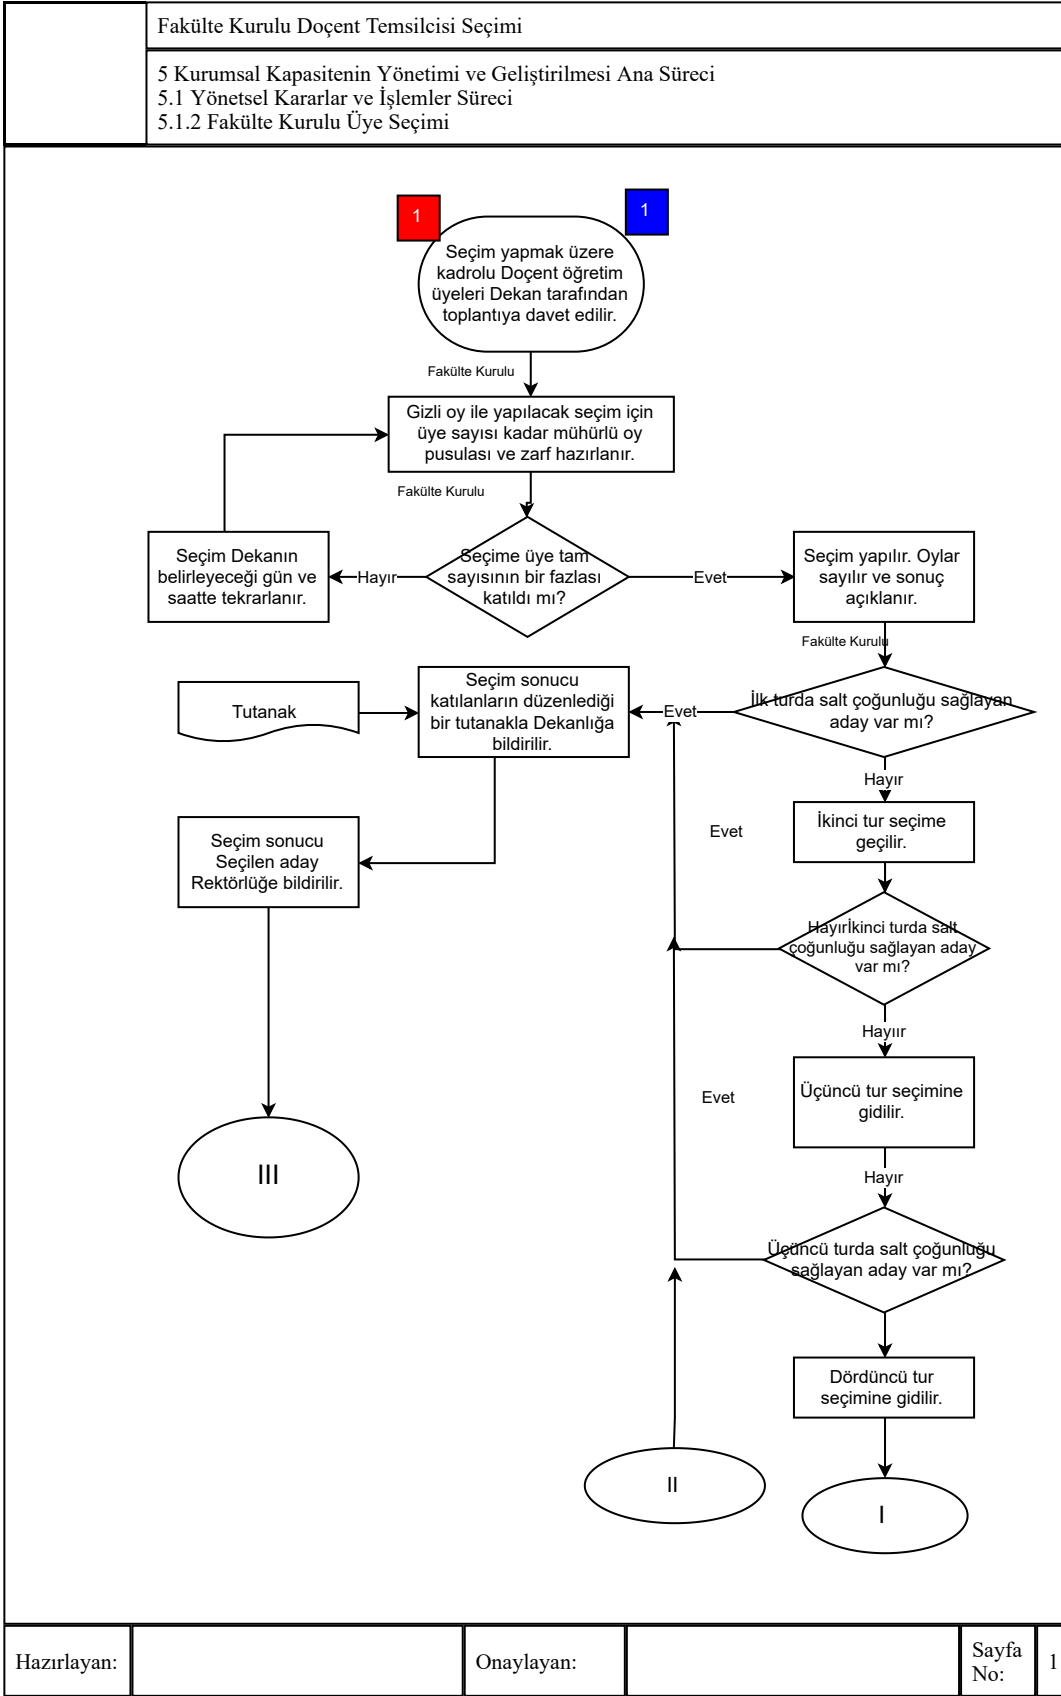 Fakülte Kurulu Doçent Temsilcisi Seçimi
5 Kurumsal Kapasitenin Yönetimi ve Geliştirilmesi Ana Süreci
5.1 Yönetsel Kararlar ve İşlemler Süreci
5.1.2 Fakülte Kurulu Üye Seçimi
1
1
Seçim yapmak üzere
kadrolu Doçent öğretim
üyeleri Dekan tarafından
toplantıya davet edilir.
Fakülte Kurulu
Gizli oy ile yapılacak seçim için
üye sayısı kadar mühürlü oy
pusulası ve zarf hazırlanır.
Fakülte Kurulu
Seçim Dekanın
belirleyeceği gün ve
saatte tekrarlanır.
Hayır
Seçime üye tam
sayısının bir fazlası
katıldı mı?
Evet
Seçim yapılır. Oylar
sayılır ve sonuç
açıklanır.
Fakülte Kurulu
Tutanak
Seçim sonucu
katılanların düzenlediği
bir tutanakla Dekanlığa
bildirilir.
Evet
İlk turda salt çoğunluğu sağlayan
aday var mı?
Hayır
Seçim sonucu
Seçilen aday
Rektörlüğe bildirilir.
Evet
İkinci tur seçime
geçilir.
Hayırİkinci turda salt
çoğunluğu sağlayan aday
var mı?
Hayıır
Evet
Üçüncü tur seçimine
gidilir.
Hayır
III
Üçüncü turda salt çoğunluğu
sağlayan aday var mı?
Dördüncü tur
seçimine gidilir.
II
I
Hazırlayan:
Onaylayan:
Sayfa
No:
1